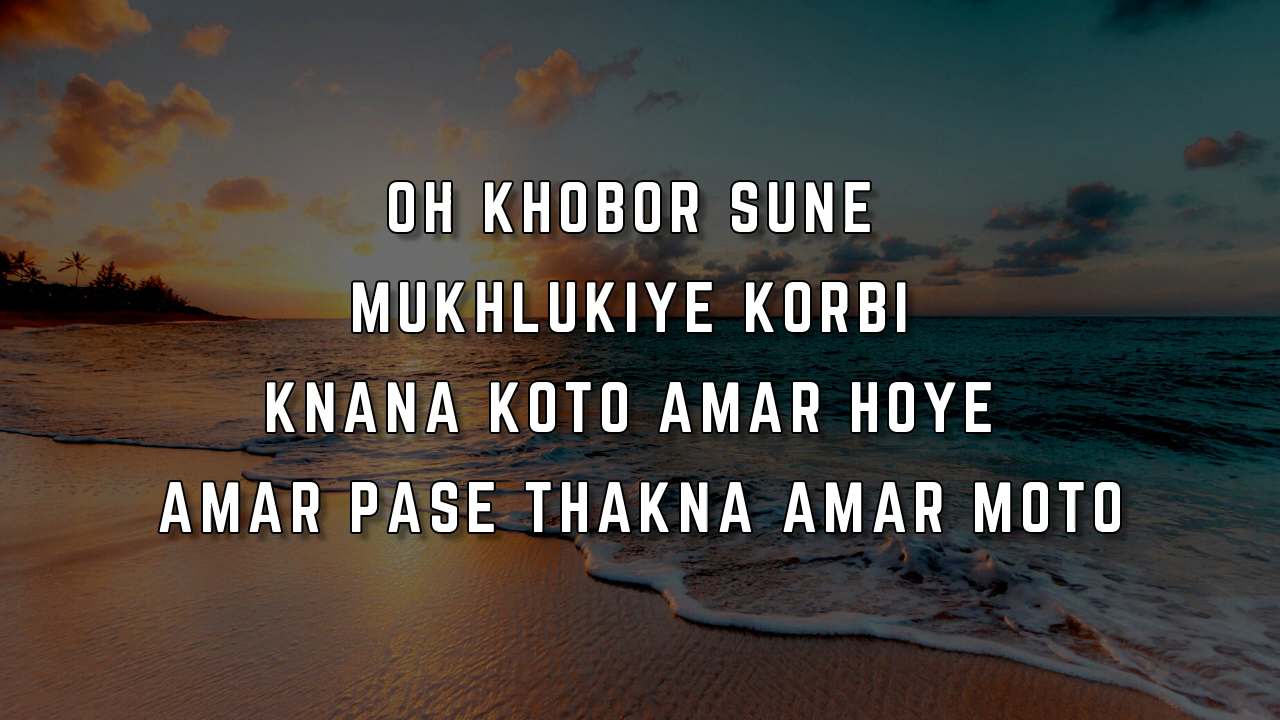 OH KHOBOR SUNE
MUKHLUKIYE KORBI
KNANA KOTO AMAR HOYE
AMAR PASE THAKNA AMAR MOTO